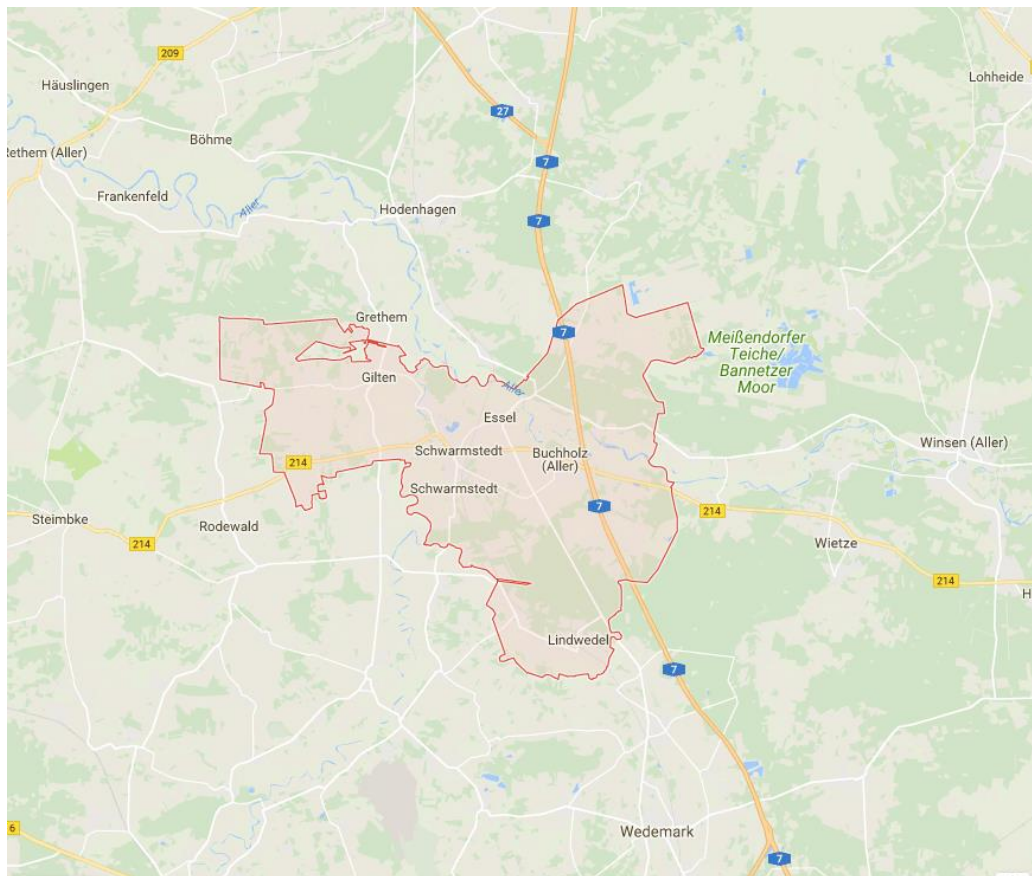 209
Lohheide
Häuslingen
27
Böhme
7
Rethem (Aller)
Frankenfeld
Aller
Hodenhagen
7
Grethem
7
Meißendorfer
Teiche/
Bannetzer
Moor
Gilten
Aller
Essel
Schwarmstedt
Buchholz
(Aller)
Winsen (Aller)
214
Schwarmstedt
7
214
Steimbke
Rodewald
214
Wietze
214
H
Lindwedel
7
6
Wedemark
7